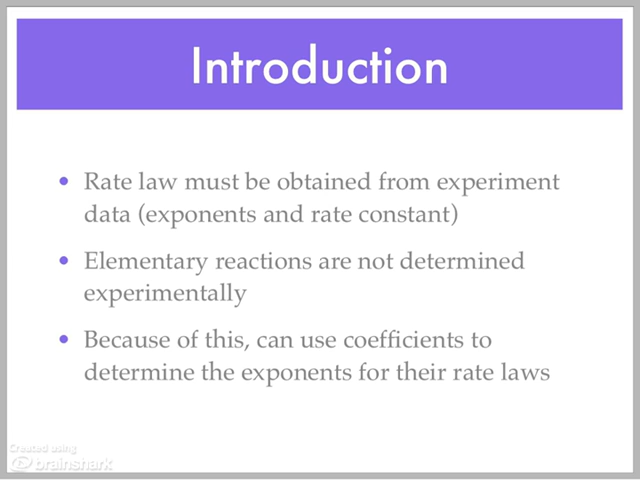 Introduction
• Rate law must be obtained from experiment
data (exponents and rate constant)
• Elementary reactions are not determined
experimentally
• Because of this, can use coefficients to
determine the exponents for their rate laws
Created using
brainshark